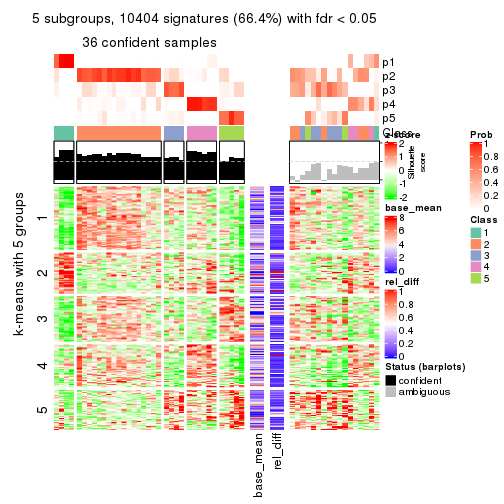 5 subgroups, 10404 signatures (66.4%) with fdr < 0.05
36 confident samples
p1
p2
p3
p4
p5
Class
z-score
2
1
0
-1
-2
Silhouette
score
base_mean
8
6
4
2
0
rel_diff
1
0.8
0.6
0.4
0.2
0
Status (barplots)
confident
ambiguous
Prob
1
0.8
0.6
0.4
0.2
0
Class
1
2
3
4
5
k-means with 5 groups
1
2
3
4
5
base_mean
rel_diff